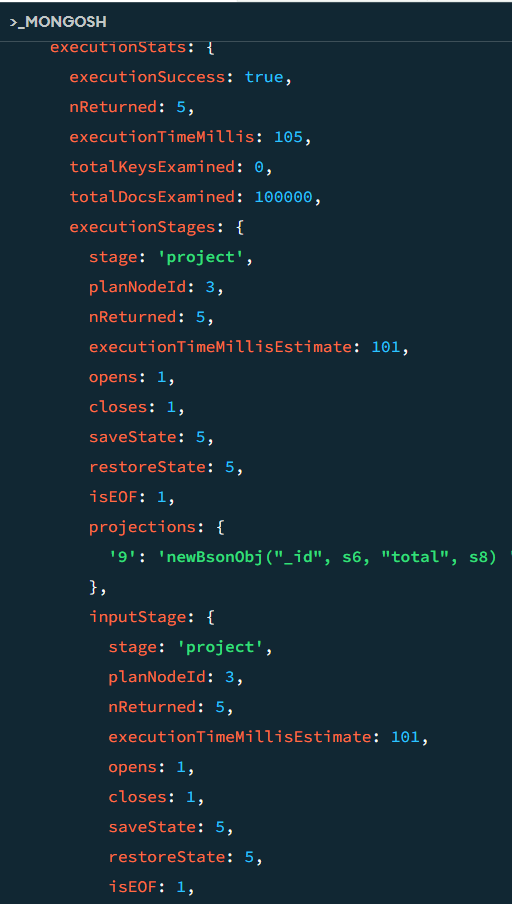 >_MONGOSH
executionStats: {
executionSuccess: true,
nReturned: 5,
executionTimeMillis: 105,
totalKeysExamined: 0,
totalDocsExamined: 100000,
executionStages: {
stage: 'project',
planNodeId: 3,
nReturned: 5,
executionTimeMillisEstimate: 101,
opens: 1,
closes: 1,
saveState: 5,
restoreState: 5,
isEOF: 1,
projections: {
'9': 'newBsonObj("_id", s6, "total", s8) '
},
inputStage: {
stage: 'project',
planNodeId: 3,
nReturned: 5,
executionTimeMillisEstimate: 101,
opens: 1,
closes: 1,
saveState: 5,
restoreState: 5,
isEOF: 1,